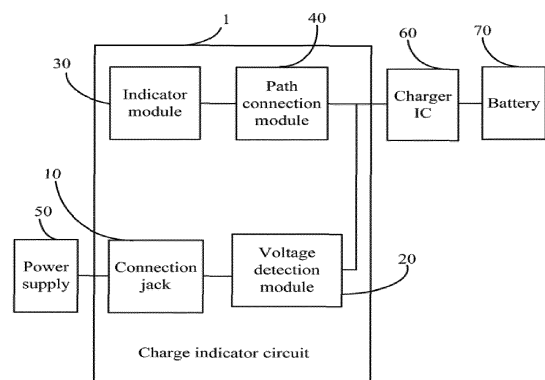 1
40
60
70
30
Indicator
module
Path
connection
module
Charger
IC
Battery
10
50
Power
supply
Connection
jack
Voltage
detection
module
20
Charge indicator circuit